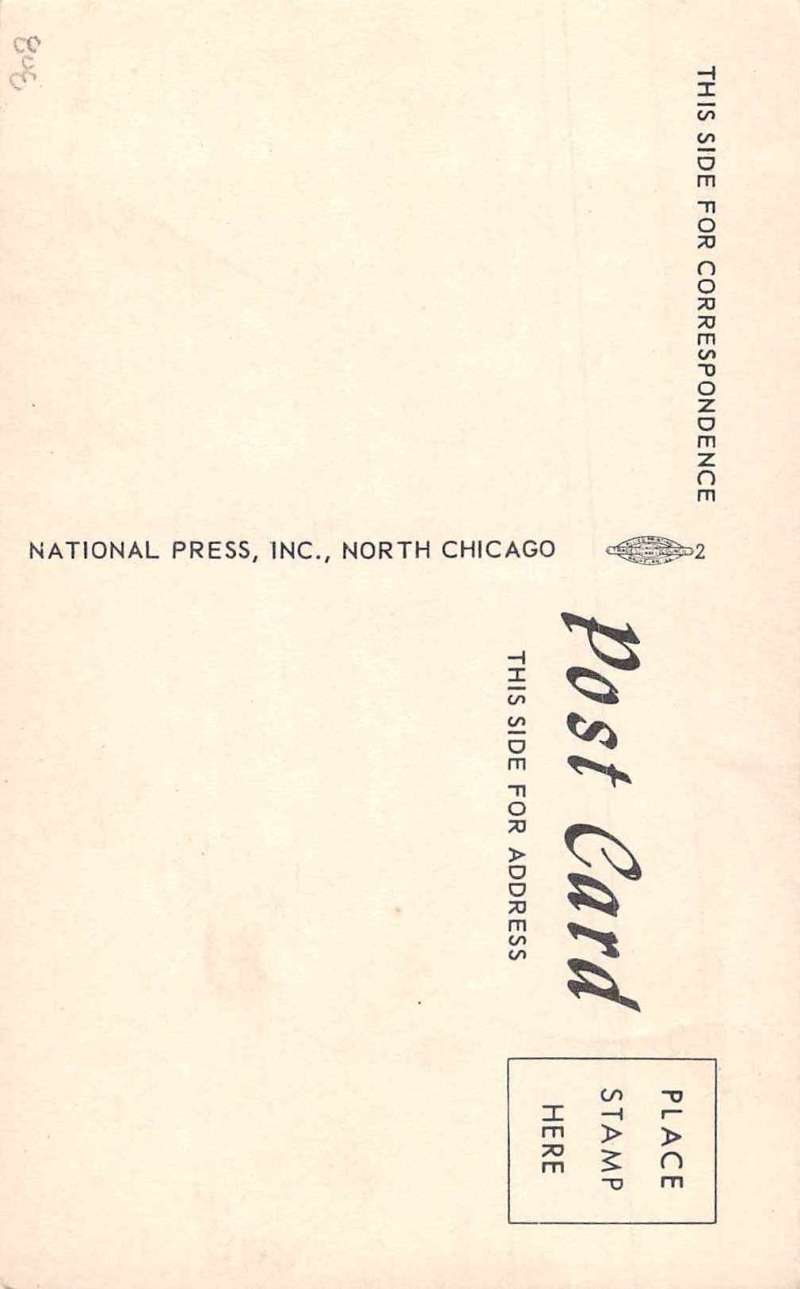 THIS SIDE FOR CORRESPONDENCE
NATIONAL PRESS, INC., NORTH CHICAGO
2
Post Card
THIS SIDE FOR ADDRESS
PLACE
STAMP
HERE